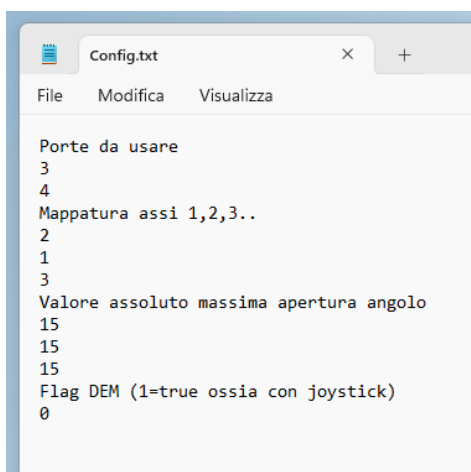 Config.txt
File Modifica Visualizza
Porte da usare
3
4
Mappatura assi 1,2,3..
2
1
3
Valore assoluto massima apertura angolo
15
15
15
Flag DEM (1=true ossia con joystick)
0